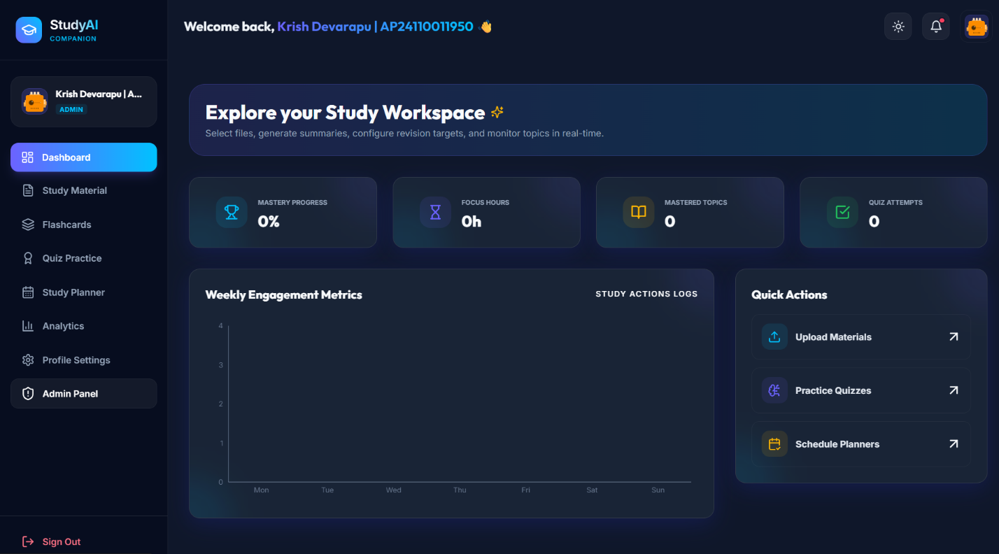 StudyAI
COMPANION
Welcome back, Krish Devarapu | AP24110011950 👋
Krish Devarapu | A...
ADMIN
Dashboard
Study Material
Flashcards
Quiz Practice
Study Planner
Analytics
Profile Settings
Admin Panel
Sign Out
Explore your Study Workspace
Select files, generate summaries, configure revision targets, and monitor topics in real-time.
MASTERY PROGRESS
0%
FOCUS HOURS
0h
MASTERED TOPICS
0
QUIZ ATTEMPTS
0
Weekly Engagement Metrics
STUDY ACTIONS LOGS
4
3
2
1
0
Mon Tue Wed Thu Fri Sat Sun
Quick Actions
Upload Materials
Practice Quizzes
Schedule Planners